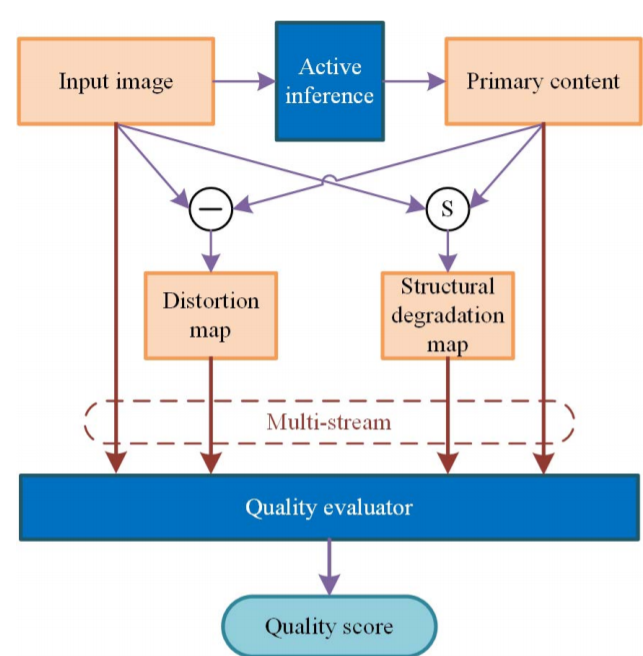 Input image
Active
inference
Primary content
—
S
Distortion
map
Structural
degradation
map
Multi-stream
Quality evaluator
Quality score